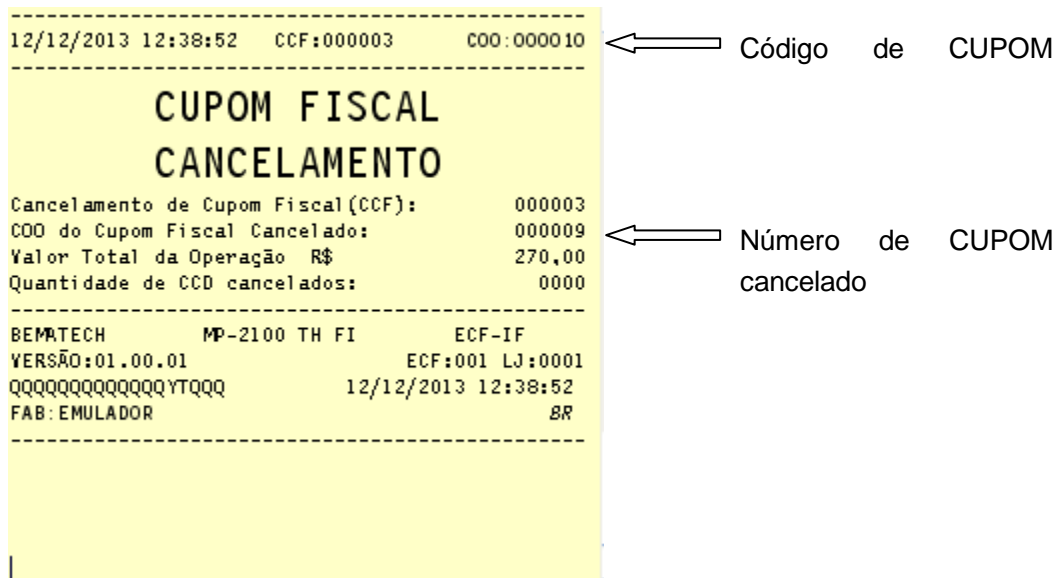 12/12/2013 12:38:52 CCF:000003 COO:000010
Código de CUPOM
CUPOM FISCAL
CANCELAMENTO
Cancelamento de Cupom Fiscal(CCF): 000003
COO do Cupom Fiscal Cancelado: 000009
Número de CUPOM
cancelado
Valor Total da Operação R$ 270,00
Quantidade de CCD cancelados: 0000
BEMATECH MP-2100 TH FI ECF-IF
VERSÃO:01.00.01 ECF:001 LJ:0001
QQQQQQQQQQQQQYTQQQ 12/12/2013 12:38:52
FAB:EMULADOR BR